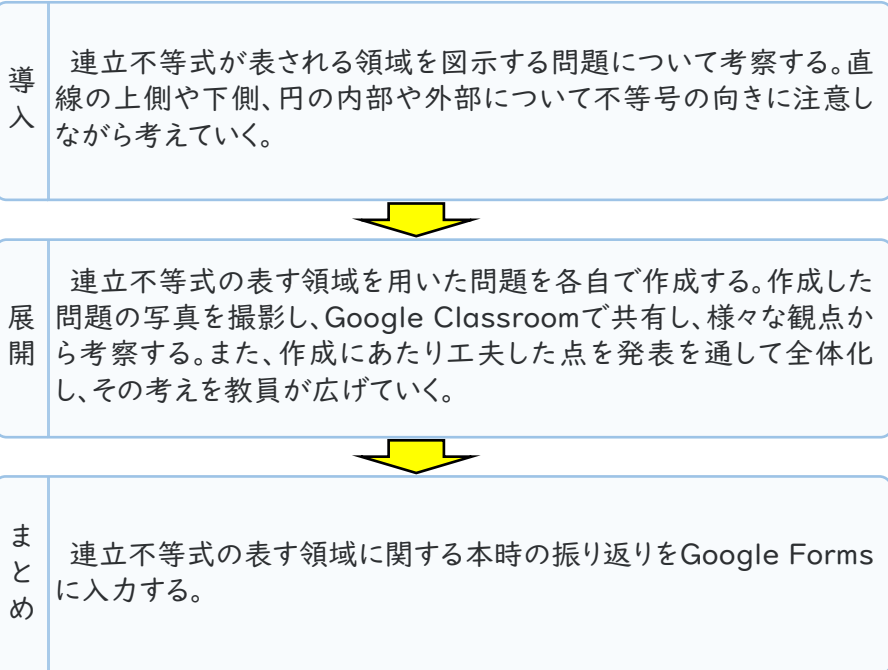 導入
連立不等式が表される領域を図示する問題について考察する。直
線の上側や下側、円の内部や外部について不等号の向きに注意し
ながら考えていく。
展開
連立不等式の表す領域を用いた問題を各自で作成する。作成した
問題の写真を撮影し、Google Classroomで共有し、様々な観点か
ら考察する。また、作成にあたり工夫した点を発表を通して全体化
し、その考えを教員が広げていく。
まとめ
連立不等式の表す領域に関する本時の振り返りをGoogle Forms
に入力する。